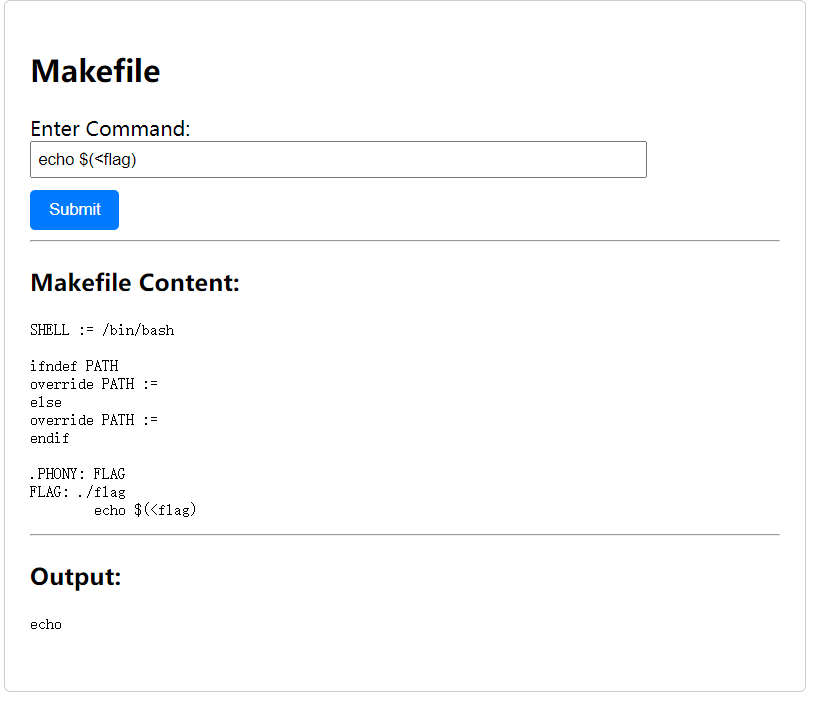 Makefile
Enter Command:
echo $(<flag)
Submit
Makefile Content:
SHELL := /bin/bash
ifndef PATH
override PATH :=
else
override PATH :=
endif
.PHONY: FLAG
FLAG: ./flag
        echo $(<flag)
Output:
echo